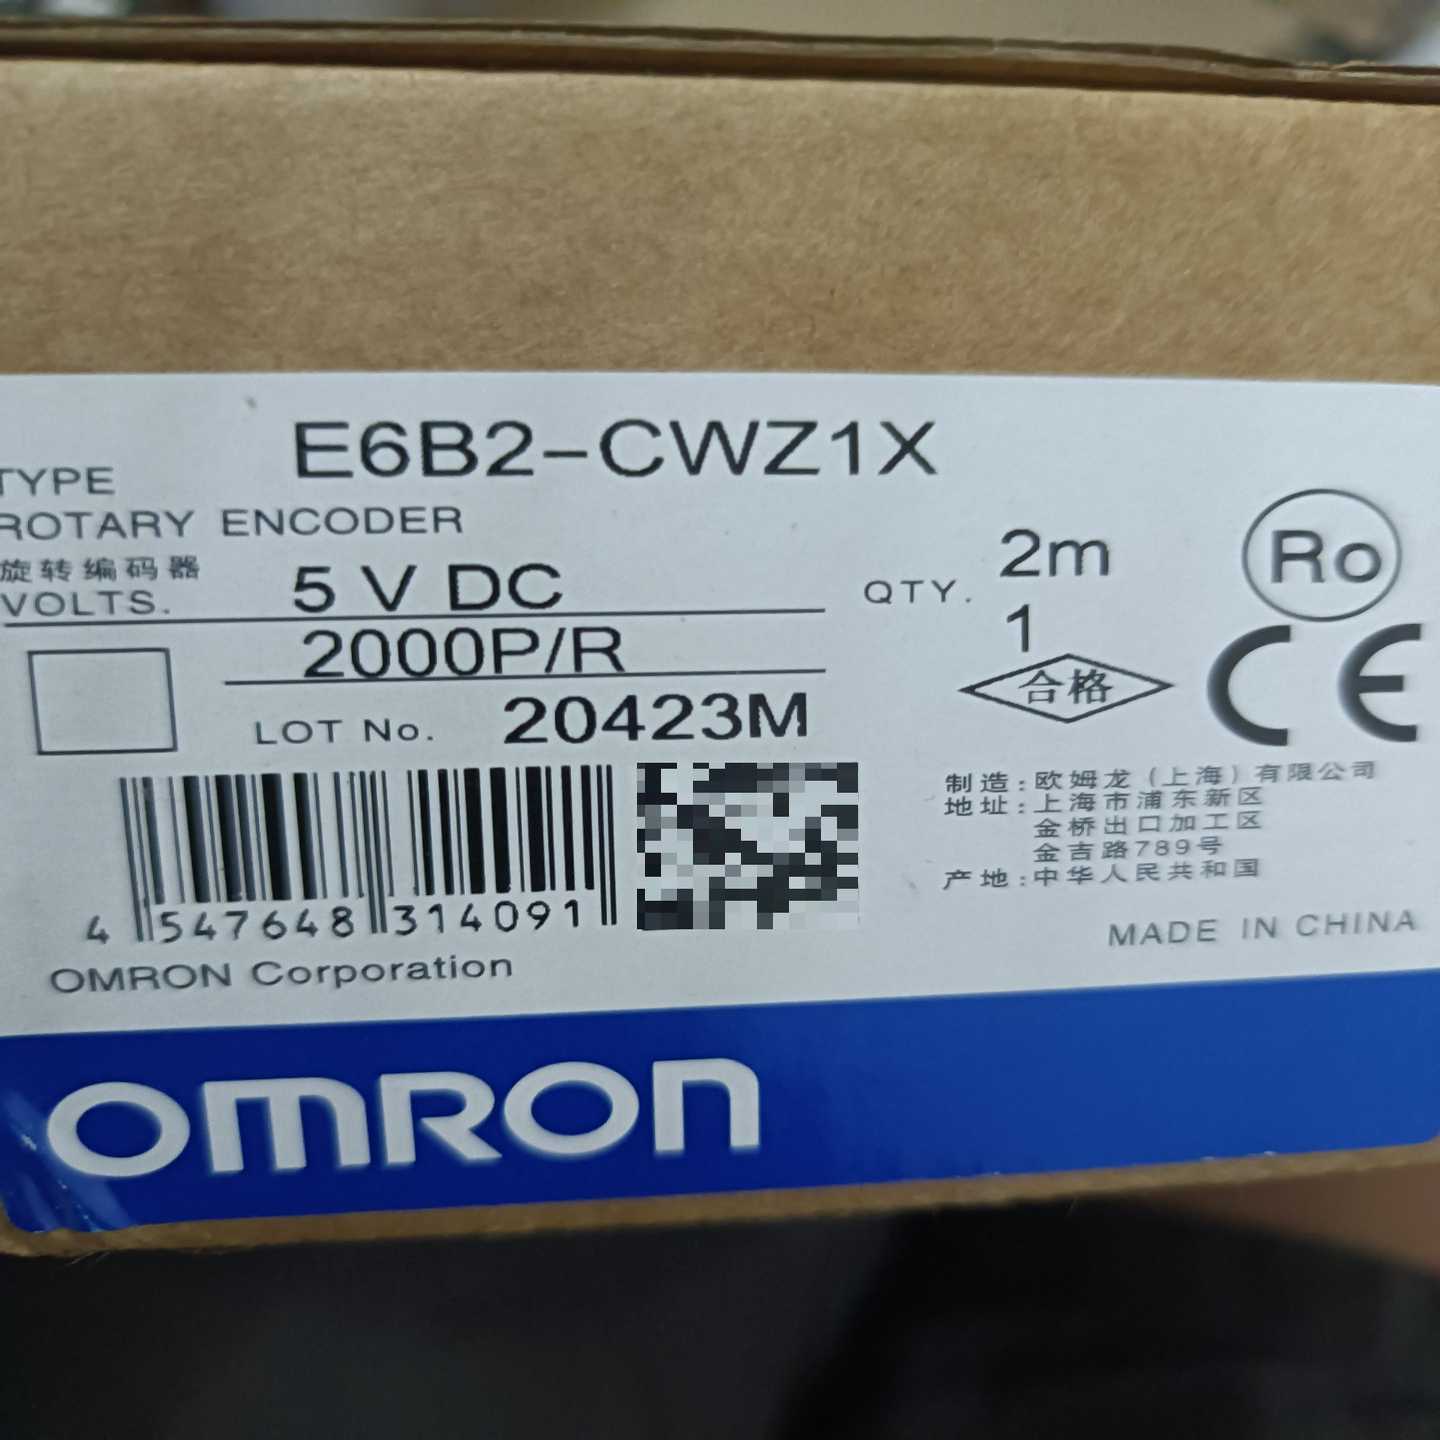 TYPE E6B2-CWZ1X
ROTARY ENCODER
旋转编码器
VOLTS. 5 V DC
2000P/R
LOT No. 20423M
2m
QTY. 1
Ro
合格
CE
4 547648 314091
OMRON Corporation
制造:欧姆龙(上海)有限公司
地址:上海市浦东新区
金桥出口加工区
金吉路789号
产地:中华人民共和国
MADE IN CHINA
OMRON